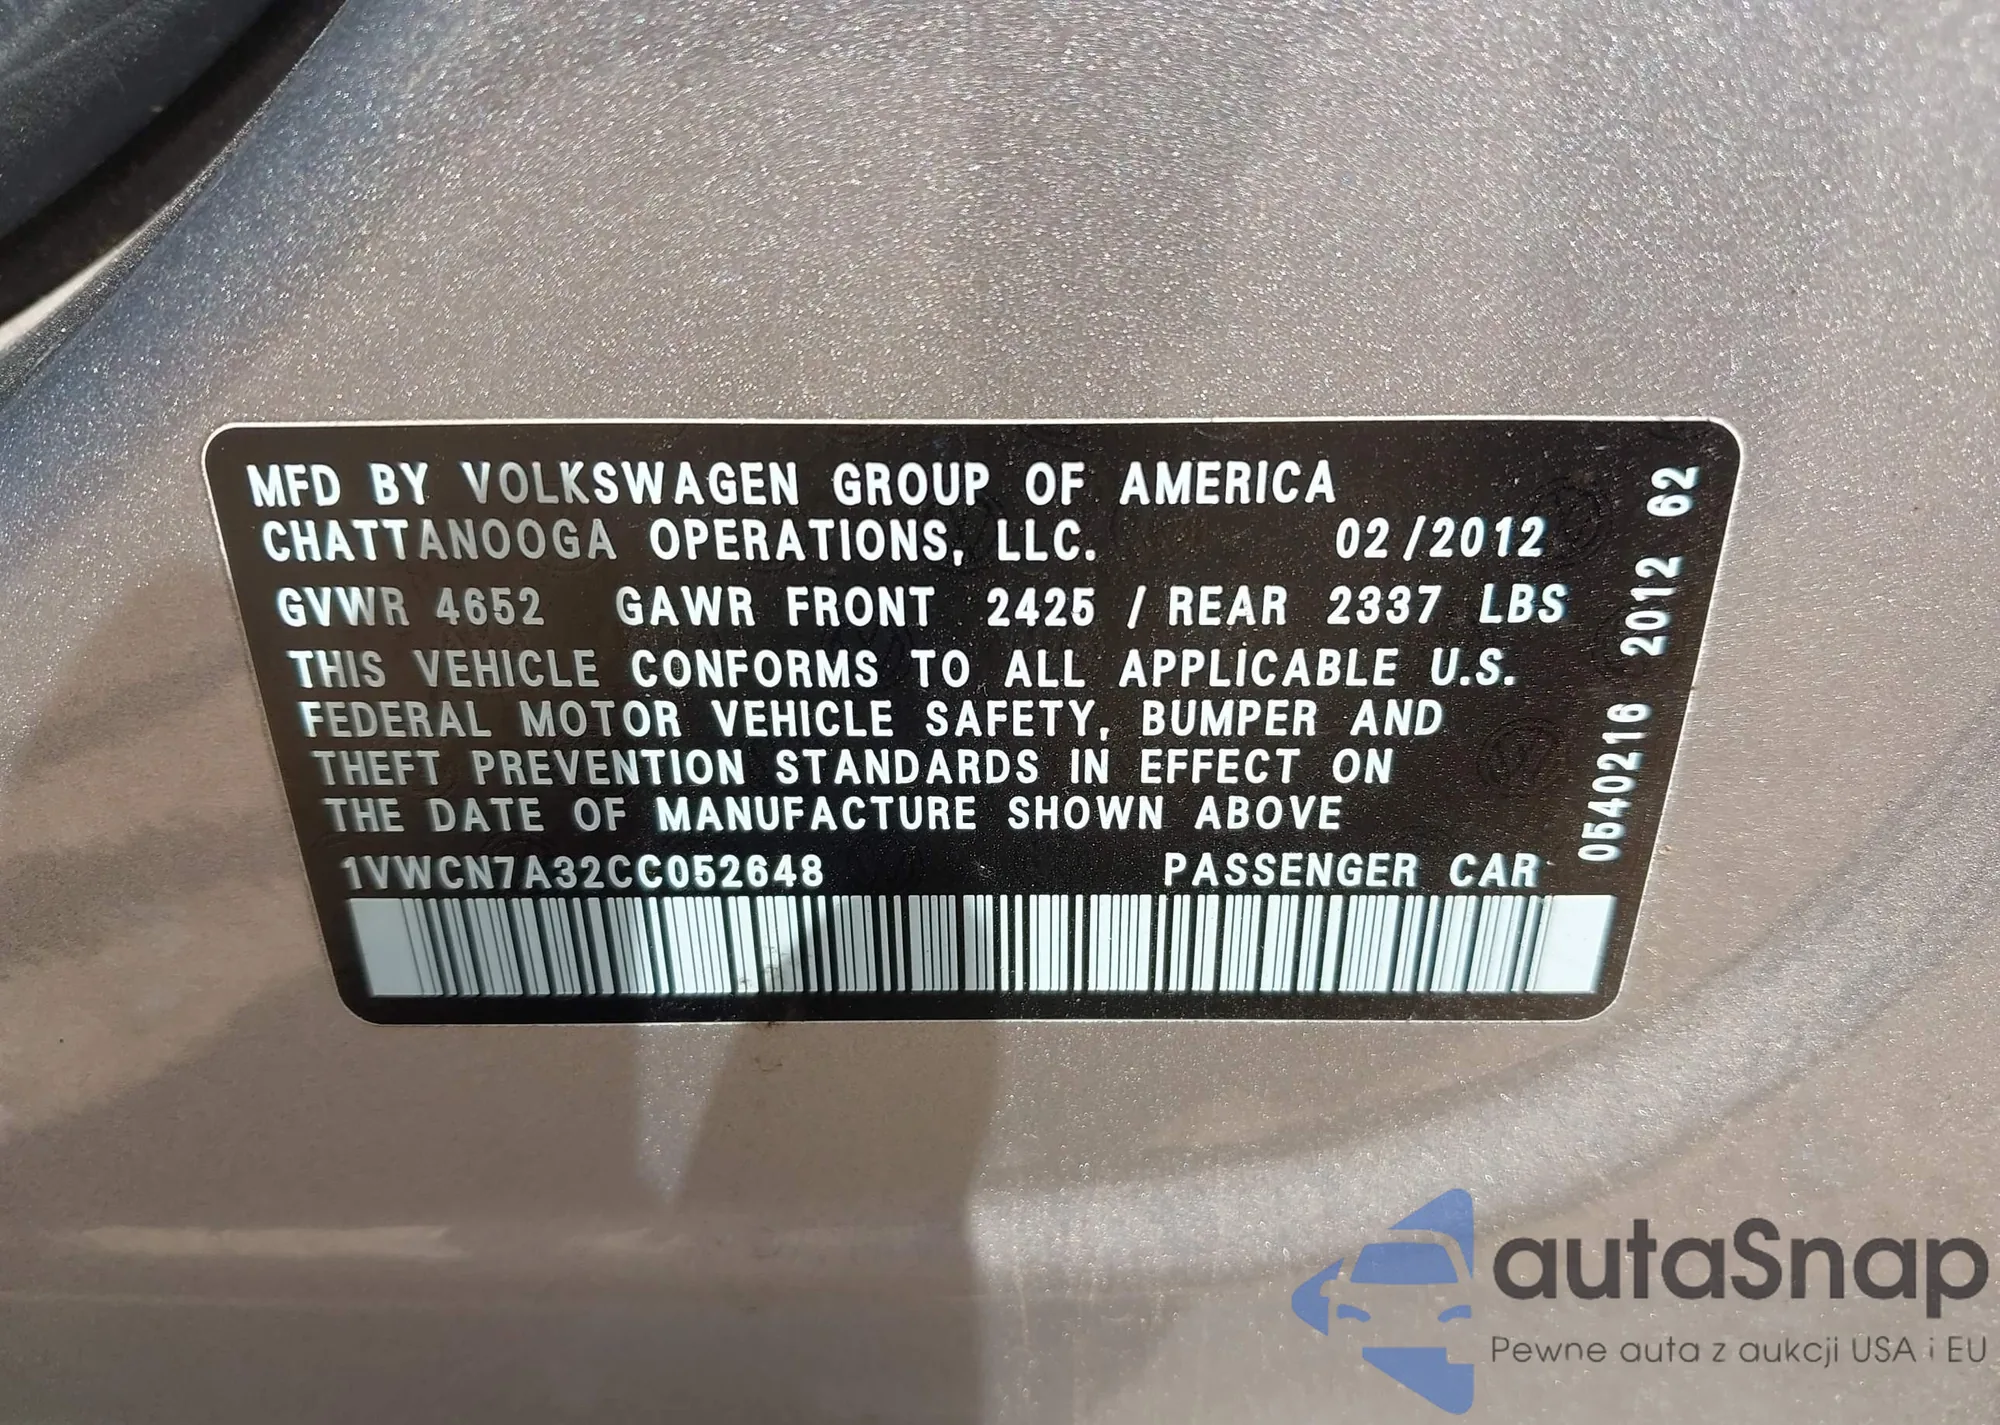 MFD BY VOLKSWAGEN GROUP OF AMERICA
CHATTANOOGA OPERATIONS, LLC. 02/2012
GVWR 4652 GAWR FRONT 2425 / REAR 2337 LBS
THIS VEHICLE CONFORMS TO ALL APPLICABLE U.S.
FEDERAL MOTOR VEHICLE SAFETY, BUMPER AND
THEFT PREVENTION STANDARDS IN EFFECT ON
THE DATE OF MANUFACTURE SHOWN ABOVE
1VWCN7A32CC052648 PASSENGER CAR
0540216 2012 62
autaSnap
Pewne auta z aukcji USA i EU